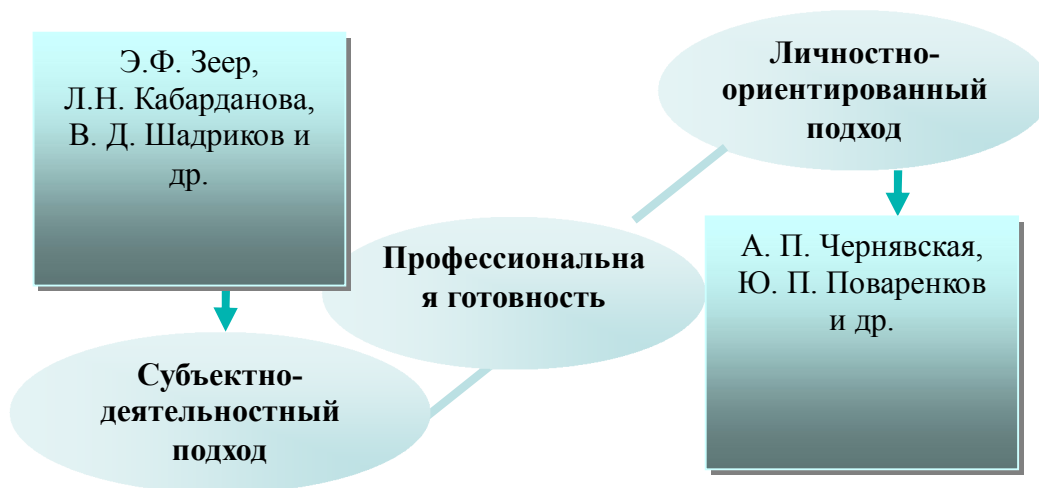 Э.Ф. Зеер,
Л.Н. Кабарданова,
В. Д. Шадриков и
др.
Личностно-
ориентированный
подход
Профессиональна
я готовность
А. П. Чернявская,
Ю. П. Поваренков
и др.
Субъектно-
деятельностный
подход